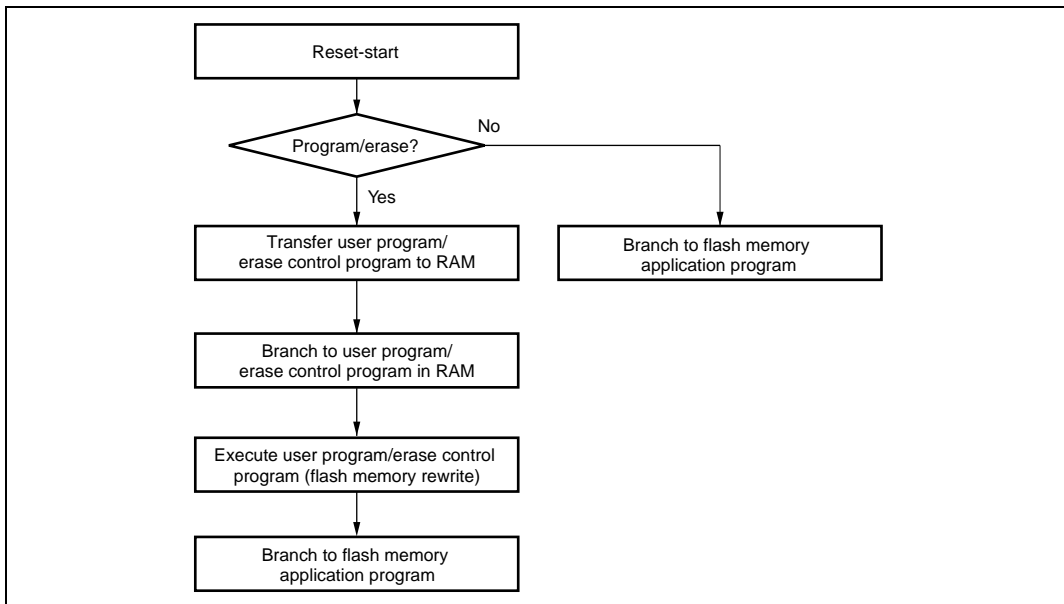 Reset-start
Program/erase?
No
Yes
Transfer user program/
erase control program to RAM
Branch to flash memory
application program
Branch to user program/
erase control program in RAM
Execute user program/erase control
program (flash memory rewrite)
Branch to flash memory
application program